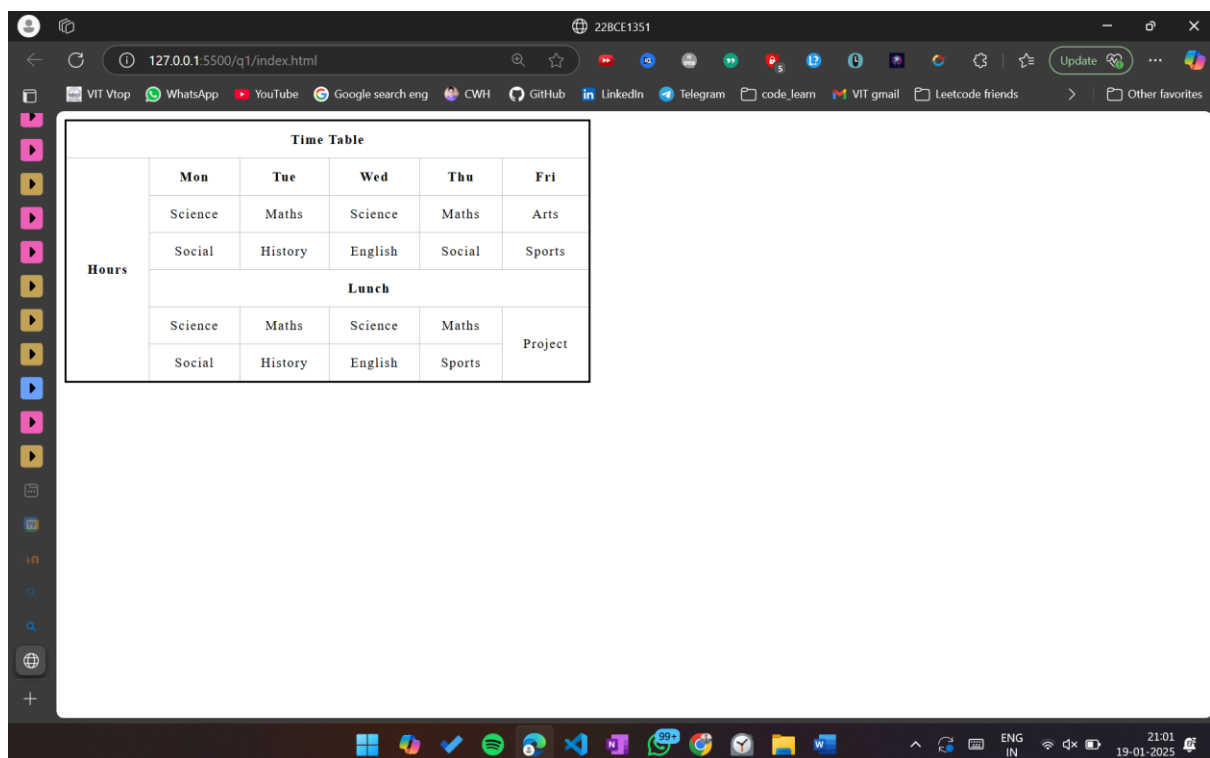 22BCE1351
127.0.0.1:5500/q1/index.html
5
Update
VIT Vtop WhatsApp YouTube Google search eng CWH GitHub LinkedIn Telegram code_learn VIT gmail Leetcode friends Other favorites
Time Table
Mon Tue Wed Thu Fri
Science Maths Science Maths Arts
Social History English Social Sports
Hours
Lunch
Science Maths Science Maths
Project
Social History English Sports
99+
ENG
IN
21:01
19-01-2025